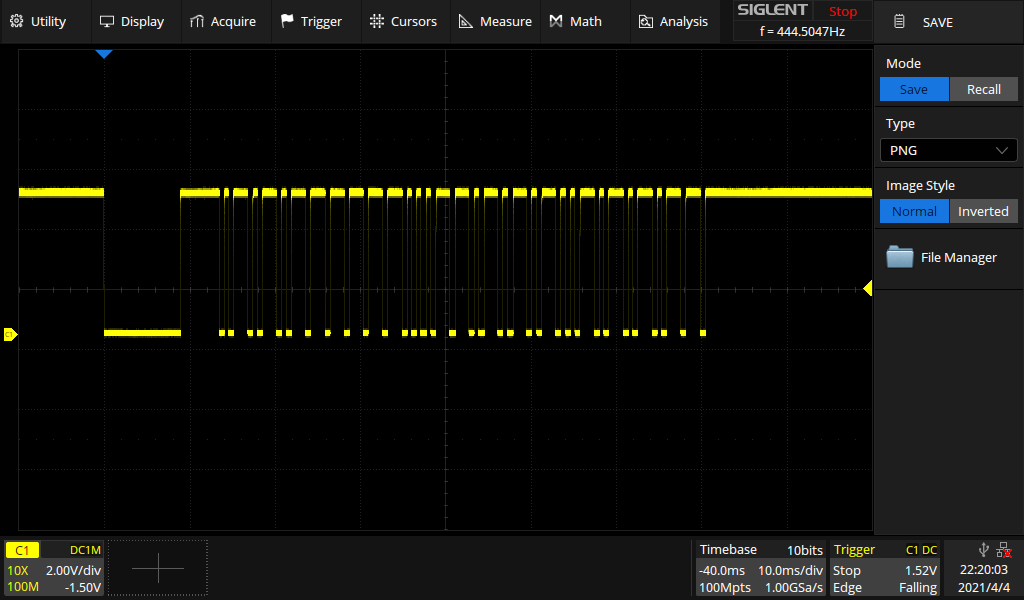 Utility
Display
Acquire
Trigger
Cursors
Measure
Math
Analysis
SIGLENT
Stop
f = 444.5047Hz
SAVE
Mode
Save
Recall
Type
PNG
Image Style
Normal
Inverted
File Manager
C1
C1
DC1M
10X
2.00V/div
100M
-1.50V
Timebase
10bits
-40.0ms
10.0ms/div
100Mpts
1.00GSa/s
Trigger
C1 DC
Stop
1.52V
Edge
Falling
22:20:03
2021/4/4